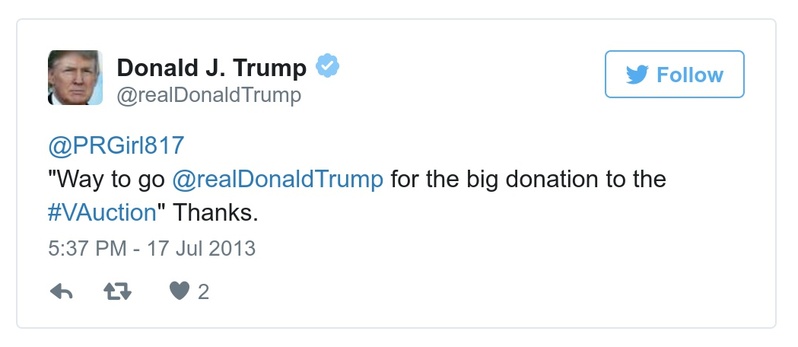 Donald J. Trump
@realDonaldTrump
Follow
@PRGirl817
"Way to go @realDonaldTrump for the big donation to the
#VAuction" Thanks.
5:37 PM - 17 Jul 2013
2